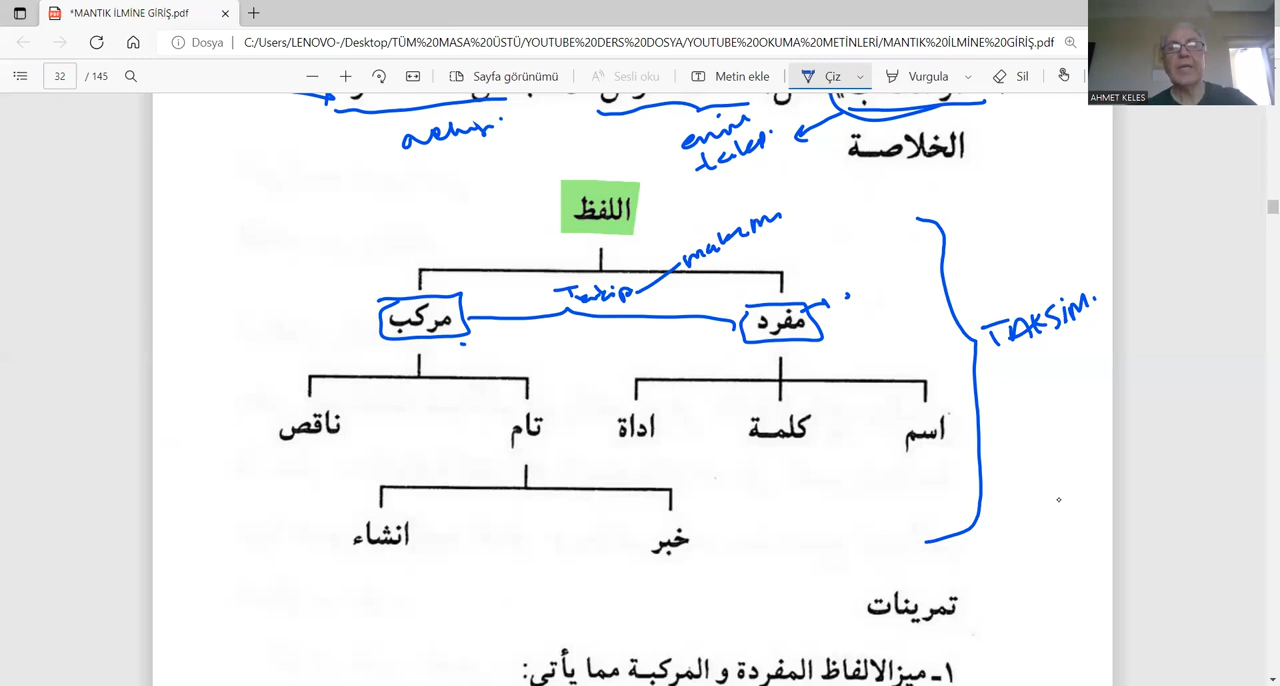 *MANTIK İLMİNE GİRİŞ.pdf
Dosya C:/Users/LENOVO-/Desktop/TÜM%20MASA%20ÜSTÜ/YOUTUBE%20DERS%20DOSYA/YOUTUBE%20OKUMA%20METİNLERİ/MANTIK%20İLMİNE%20GİRİŞ.pdf
32 / 145 Sayfa görünümü Sesli oku Metin ekle Çiz Vurgula Sil
AHMET KELES
الخلاصة
اللفظ
مفرد مركب
TAKSİM.
اسم كلمة اداة تام ناقص
خبر انشاء
تمرينات
١ـ ميزالالفاظ المفردة و المركبة مما يأتي: